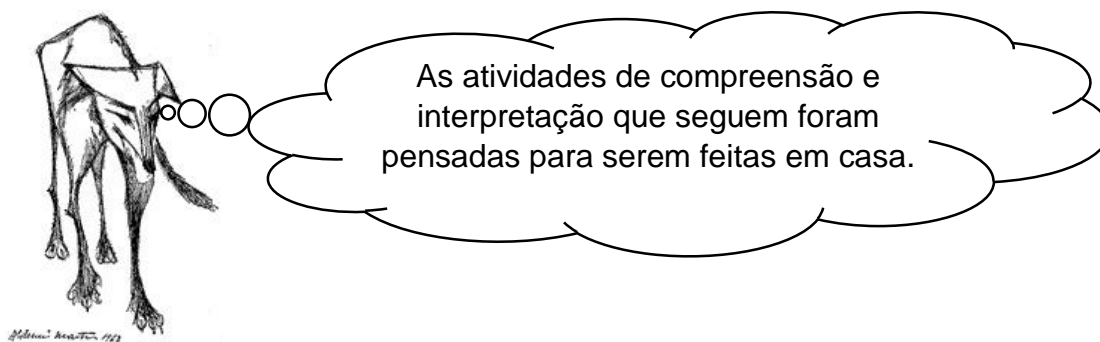 As atividades de compreensão e
interpretação que seguem foram
pensadas para serem feitas em casa.